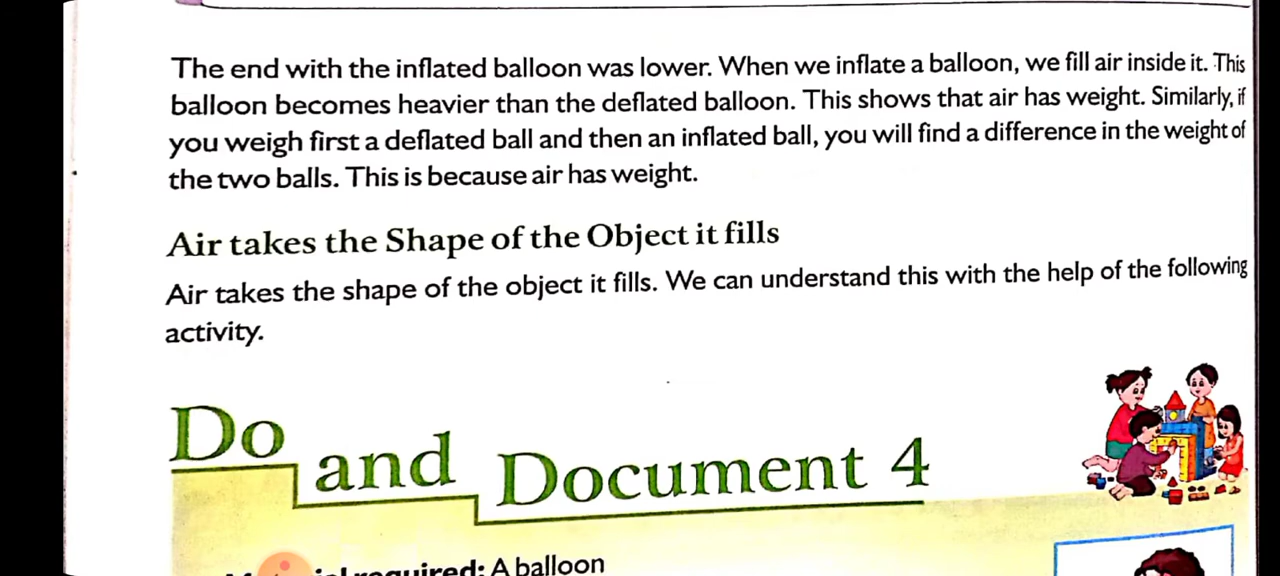 The end with the inflated balloon was lower. When we inflate a balloon, we fill air inside it. This
balloon becomes heavier than the deflated balloon. This shows that air has weight. Similarly, if
you weigh first a deflated ball and then an inflated ball, you will find a difference in the weight of
the two balls. This is because air has weight.
Air takes the Shape of the Object it fills
Air takes the shape of the object it fills. We can understand this with the help of the following
activity.
Do and Document 4
required: A balloon